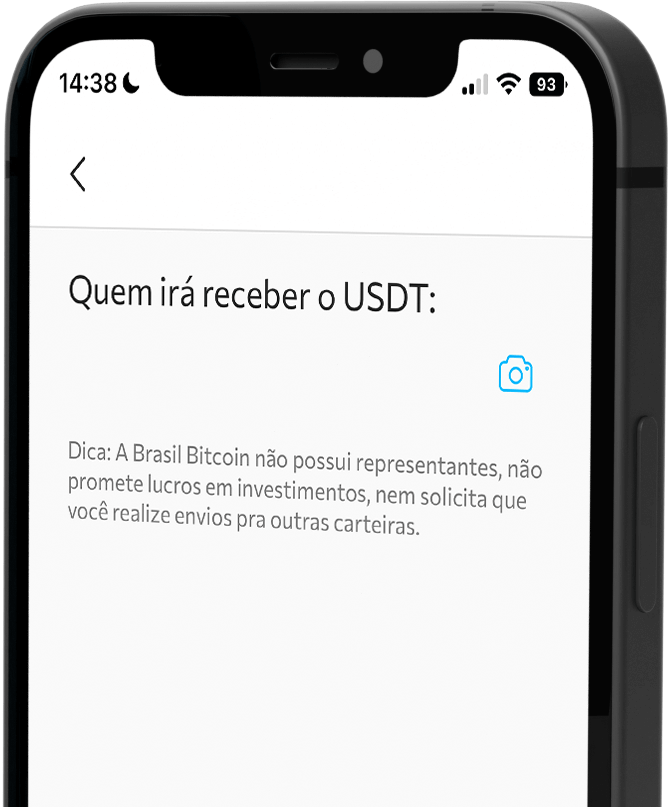 14:38
93
Quem irá receber o USDT:
Dica: A Brasil Bitcoin não possui representantes, não
promete lucros em investimentos, nem solicita que
você realize envios pra outras carteiras.